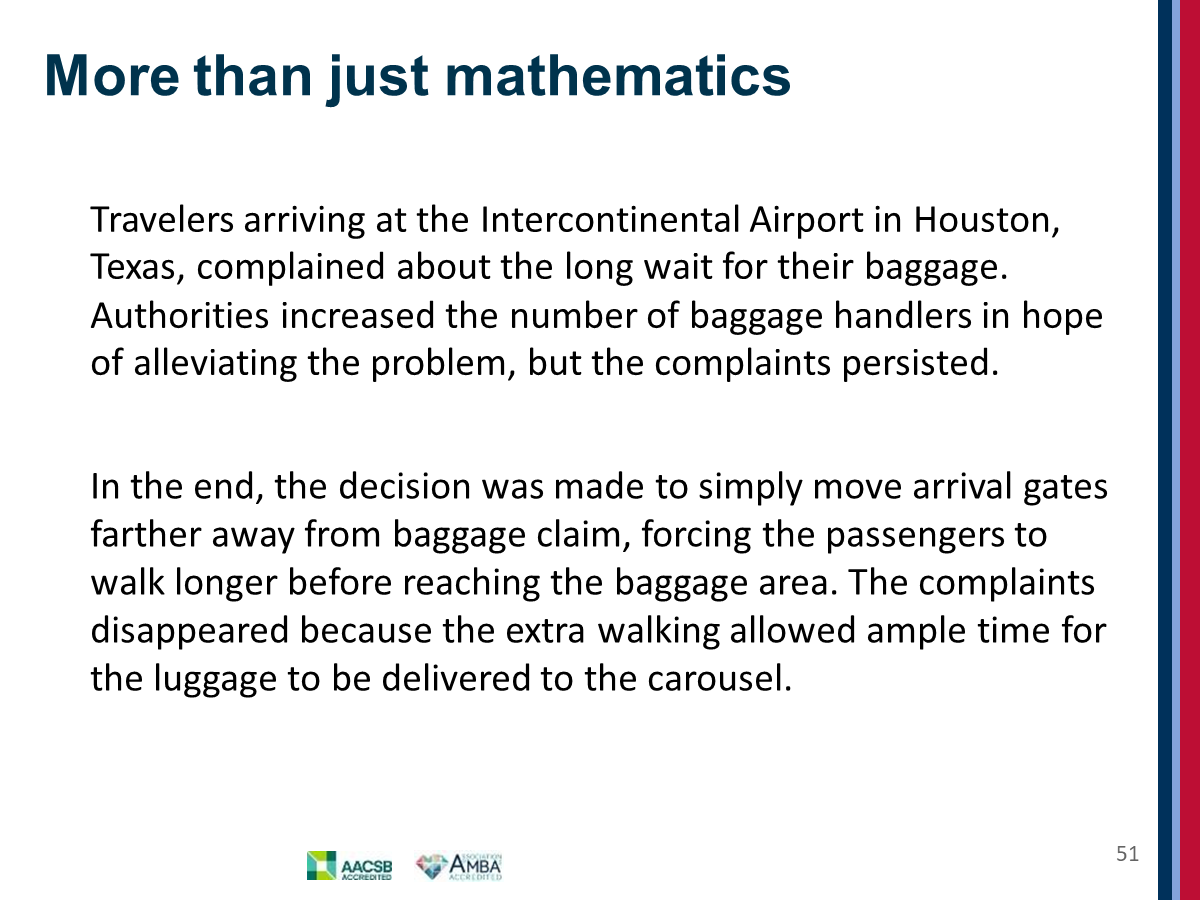 More than just mathematics
Travelers arriving at the Intercontinental Airport in Houston,
Texas, complained about the long wait for their baggage.
Authorities increased the number of baggage handlers in hope
of alleviating the problem, but the complaints persisted.
In the end, the decision was made to simply move arrival gates
farther away from baggage claim, forcing the passengers to
walk longer before reaching the baggage area. The complaints
disappeared because the extra walking allowed ample time for
the luggage to be delivered to the carousel.
AACSB
ACCREDITED
ASSOCIATION
AMBA
ACCREDITED
51